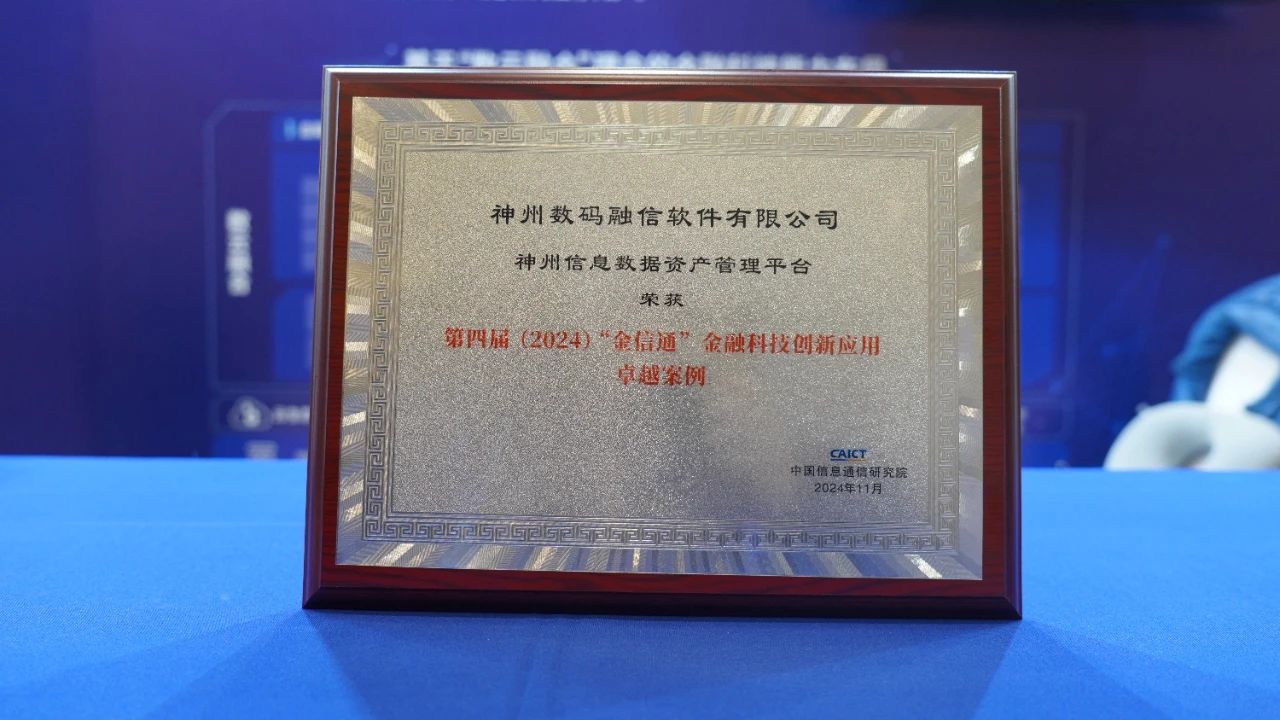 神州数码融信软件有限公司
神州信息数据资产管理平台
荣获
第四届（2024）“金信通”金融科技创新应用
卓越案例
CAICT
中国信息通信研究院
2024年11月